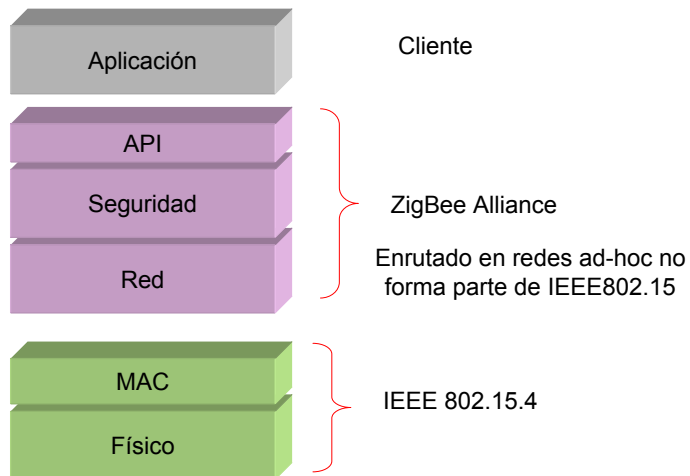 Aplicación
Cliente
API
Seguridad
Red
ZigBee Alliance
Enrutado en redes ad-hoc no
forma parte de IEEE802.15
MAC
Físico
IEEE 802.15.4